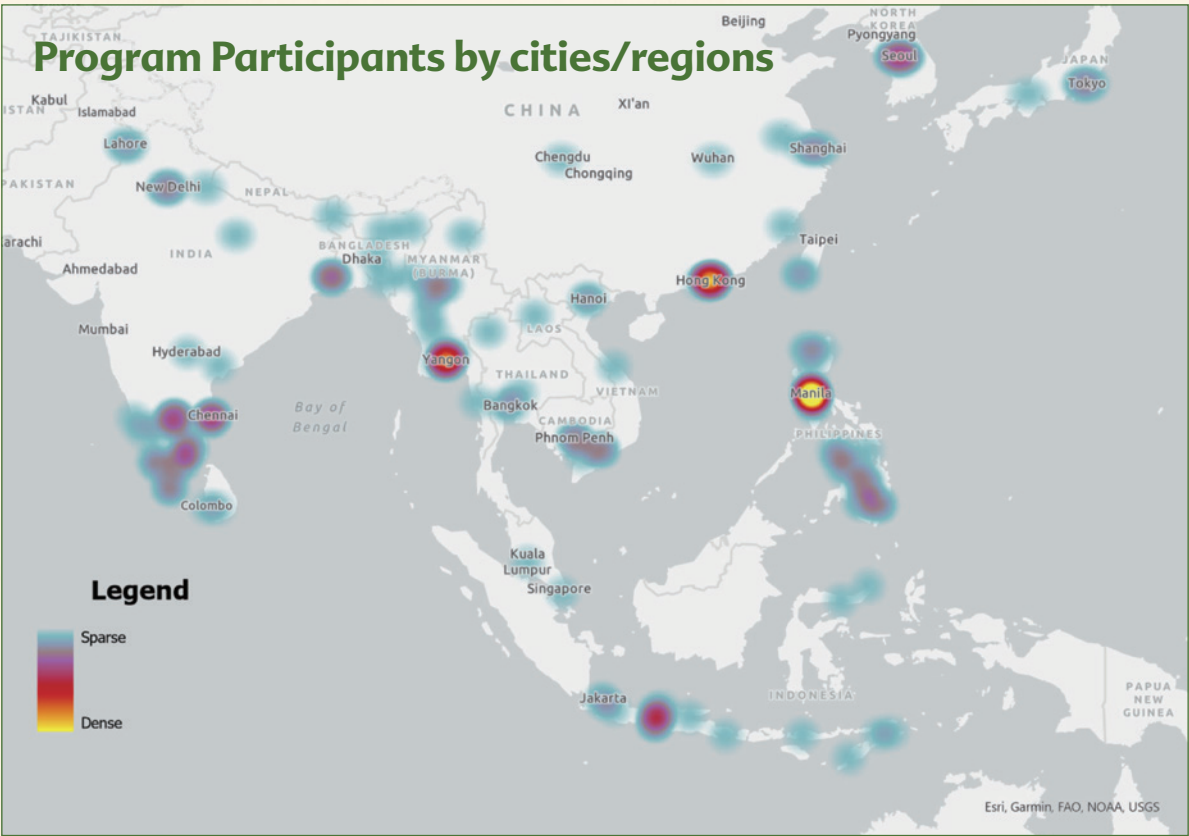 Program Participants by cities/regions
TAJIKISTAN
Beijing
NORTH
KOREA
Pyongyang
Seoul
JAPAN
Tokyo
Kabul
ISTAN
Islamabad
CHINA
XI'an
Lahore
Chengdu
Chongqing
Wuhan
Shanghai
PAKISTAN
New Delhi
NEPAL
arachi
INDIA
BANGLADESH
Dhaka
MYANMAR
(BURMA)
Taipei
Ahmedabad
Hong Kong
Hanoi
Mumbai
LAOS
Hyderabad
Yangon
THAILAND
VIETNAM
Manila
Chennai
Bay of
Bengal
Bangkok
CAMBODIA
Phnom Penh
PHILIPPINES
Colombo
Kuala
Lumpur
Singapore
Legend
Sparse
Dense
Jakarta
INDONESIA
PAPUA
NEW
GUINEA
Esri, Garmin, FAO, NOAA, USGS